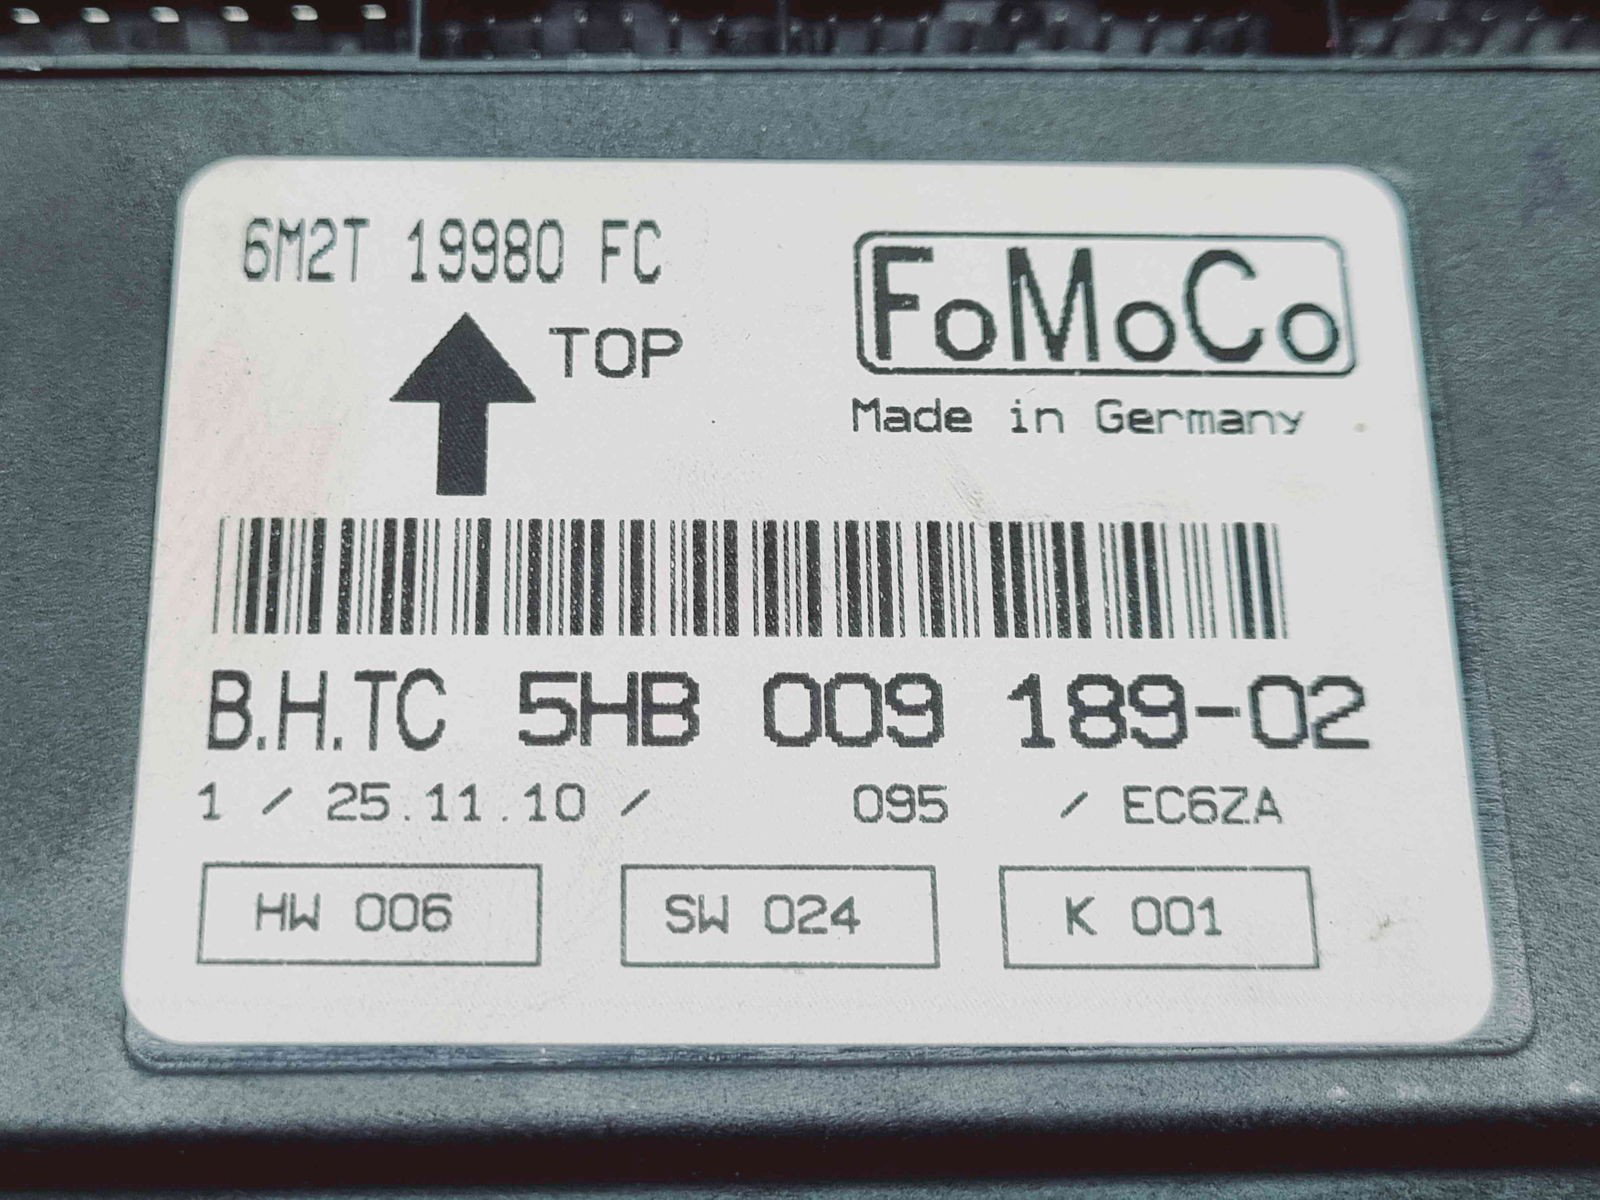 6M2T 19980 FC
TOP
FoMoCo
Made in Germany
B.H.TC 5HB 009 189-02
1 / 25.11.10 / 095 / EC6ZA
HW 006
SW 024
K 001